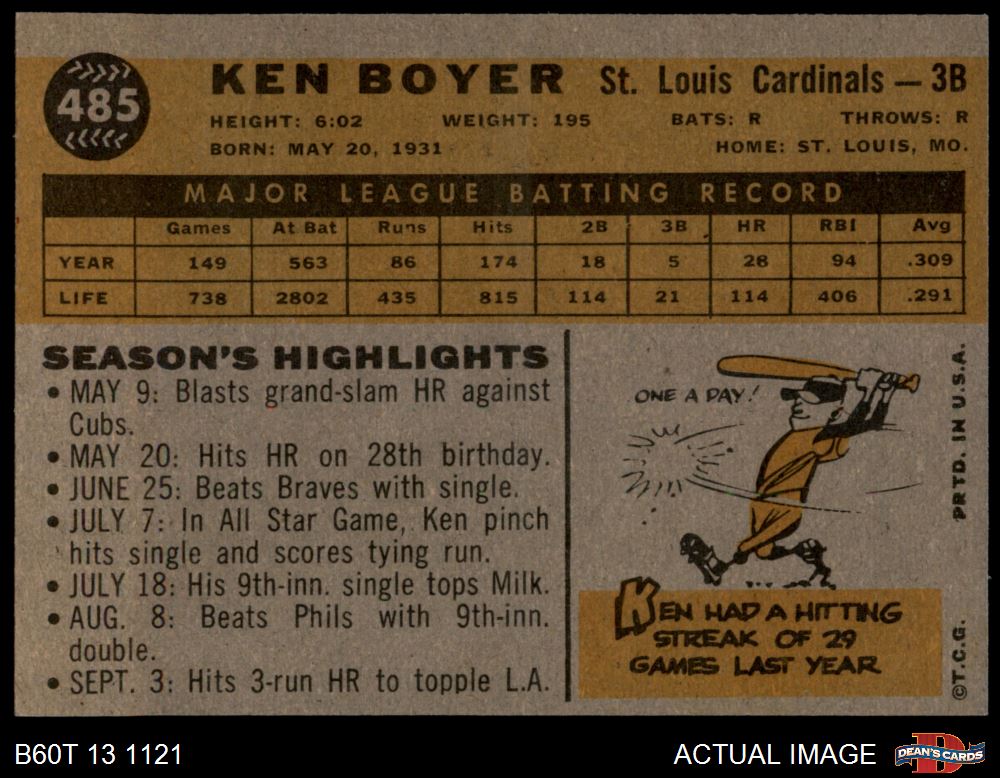 485
KEN BOYER St. Louis Cardinals — 3B
HEIGHT: 6:02 WEIGHT: 195 BATS: R THROWS: R
BORN: MAY 20, 1931 HOME: ST. LOUIS, MO.
MAJOR LEAGUE BATTING RECORD
Games At Bat Runs Hits 2B 3B HR RBI Avg
YEAR 149 563 86 174 18 5 28 94 .309
LIFE 738 2802 435 815 114 21 114 406 .291
SEASON'S HIGHLIGHTS
• MAY 9: Blasts grand-slam HR against
Cubs.
• MAY 20: Hits HR on 28th birthday.
• JUNE 25: Beats Braves with single.
• JULY 7: In All Star Game, Ken pinch
hits single and scores tying run.
• JULY 18: His 9th-inn. single tops Milk.
• AUG. 8: Beats Phils with 9th-inn.
double.
• SEPT. 3: Hits 3-run HR to topple L.A.
ONE A DAY!
KEN HAD A HITTING
STREAK OF 29
GAMES LAST YEAR
©T.C.G. PRTD. IN U.S.A.
B60T 13 1121
ACTUAL IMAGE
DEAN'S CARDS